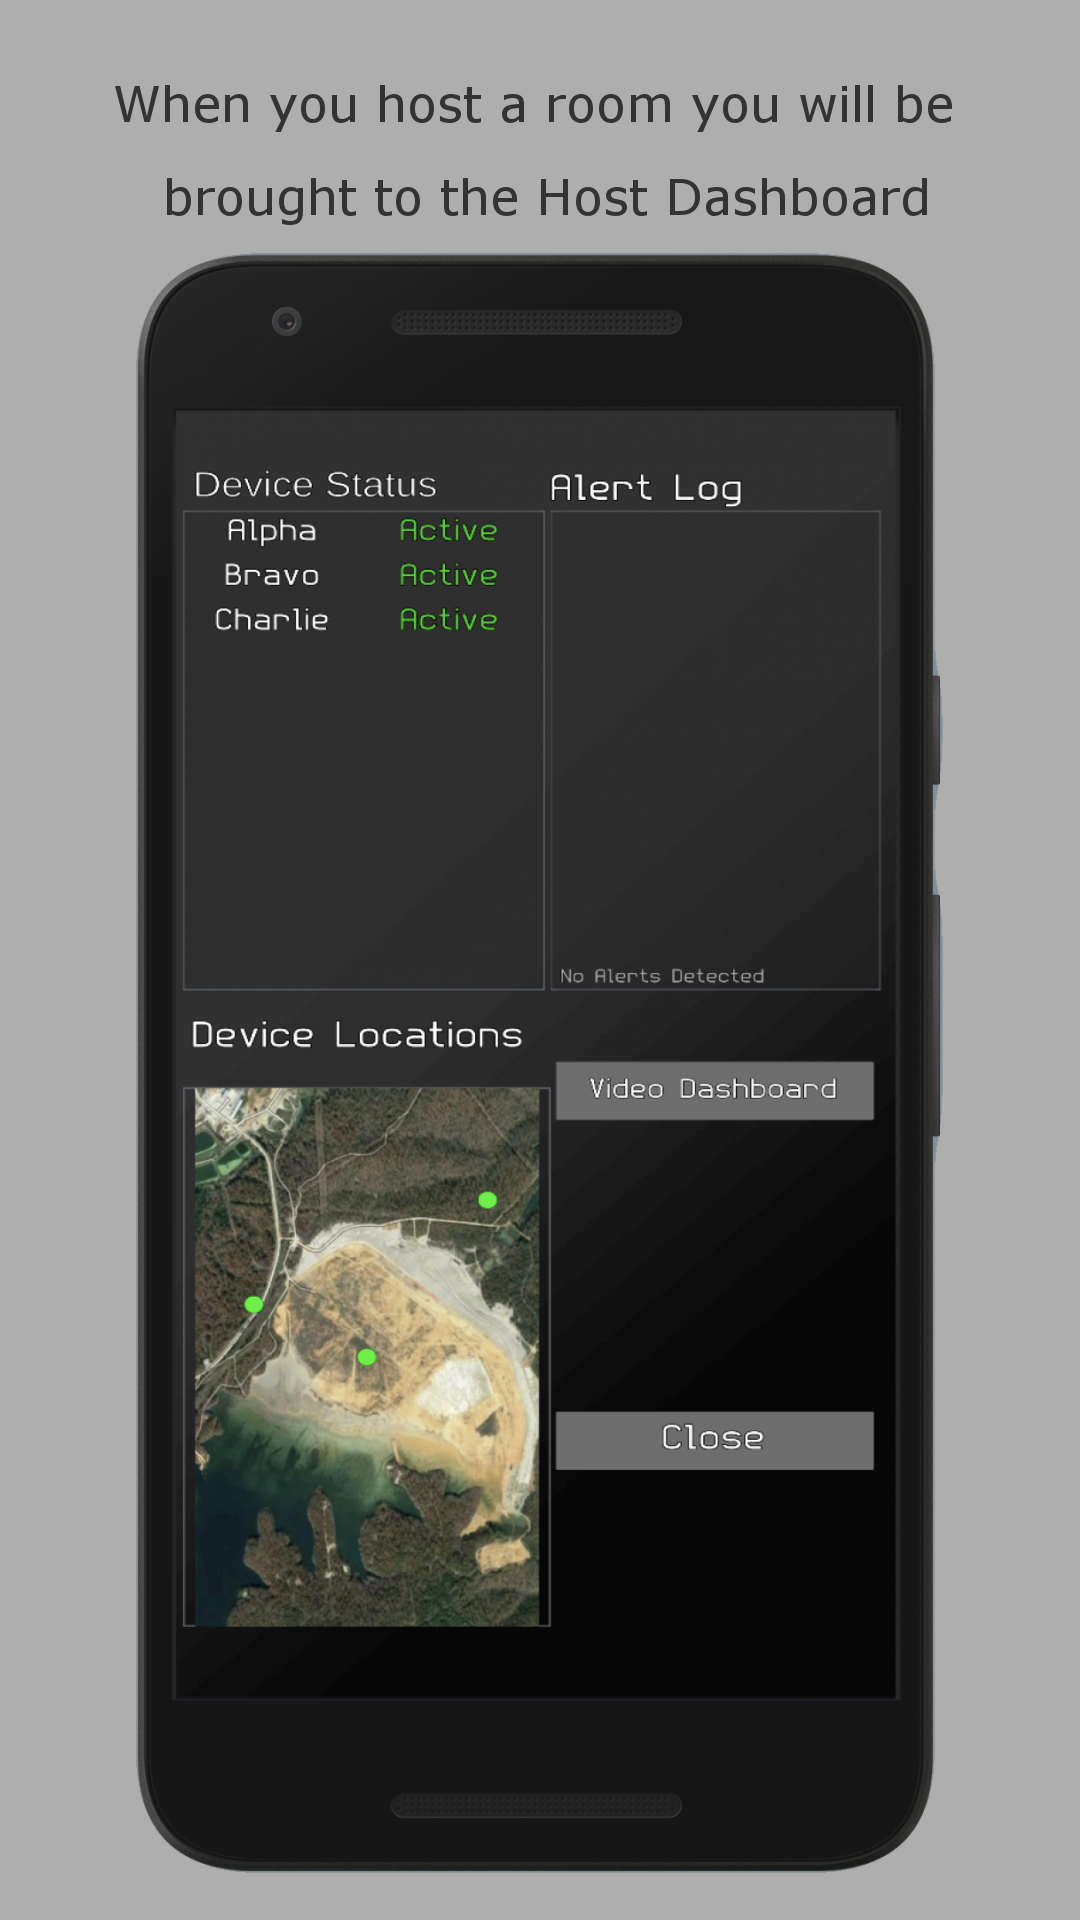 When you host a room you will be
brought to the Host Dashboard
Device Status
Alert Log
Alpha Active
Bravo Active
Charlie Active
No Alerts Detected
Device Locations
Video Dashboard
Close